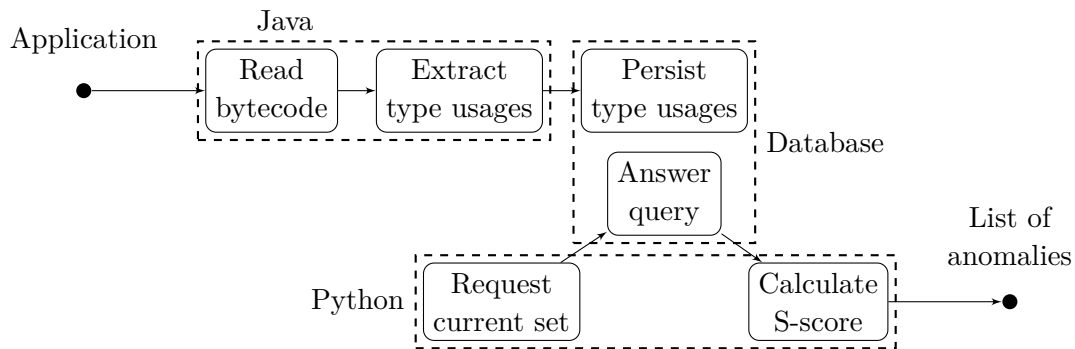 Java
Application
Read
bytecode
Extract
type usages
Persist
type usages
Database
Answer
query
List of
anomalies
Python
Request
current set
Calculate
S-score